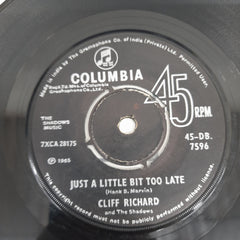 Made in India by The Gramophone Co. of India (Private) Ltd.
COLUMBIA
45
RPM.
THE
SHADOWS
MUSIC
7XCA 28175
45-DB.
7596
℗ 1965
JUST A LITTLE BIT TOO LATE
(Hank B. Marvin)
CLIFF RICHARD
and The Shadows